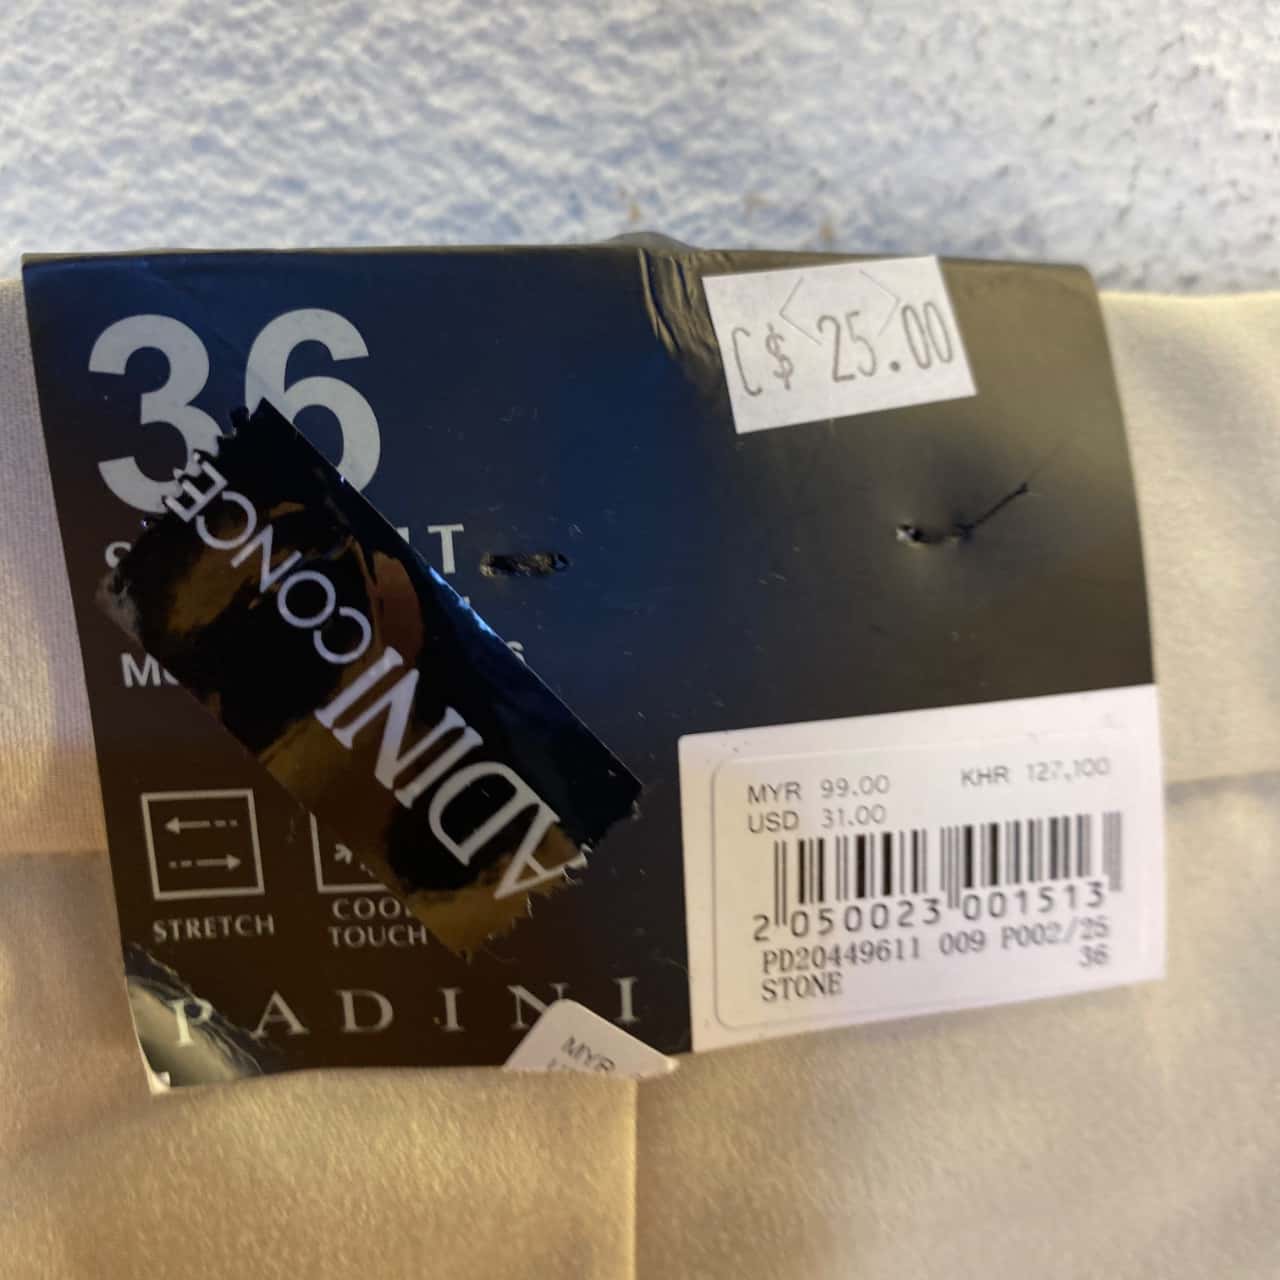 36
C$ 25.00
CONCE
ADINI
STRETCH
TOUCH
PADINI
MYR 99.00 KHR 127,100
USD 31.00
2 050023 001513
PD20449611 009 P002/25
STONE 36
MYR